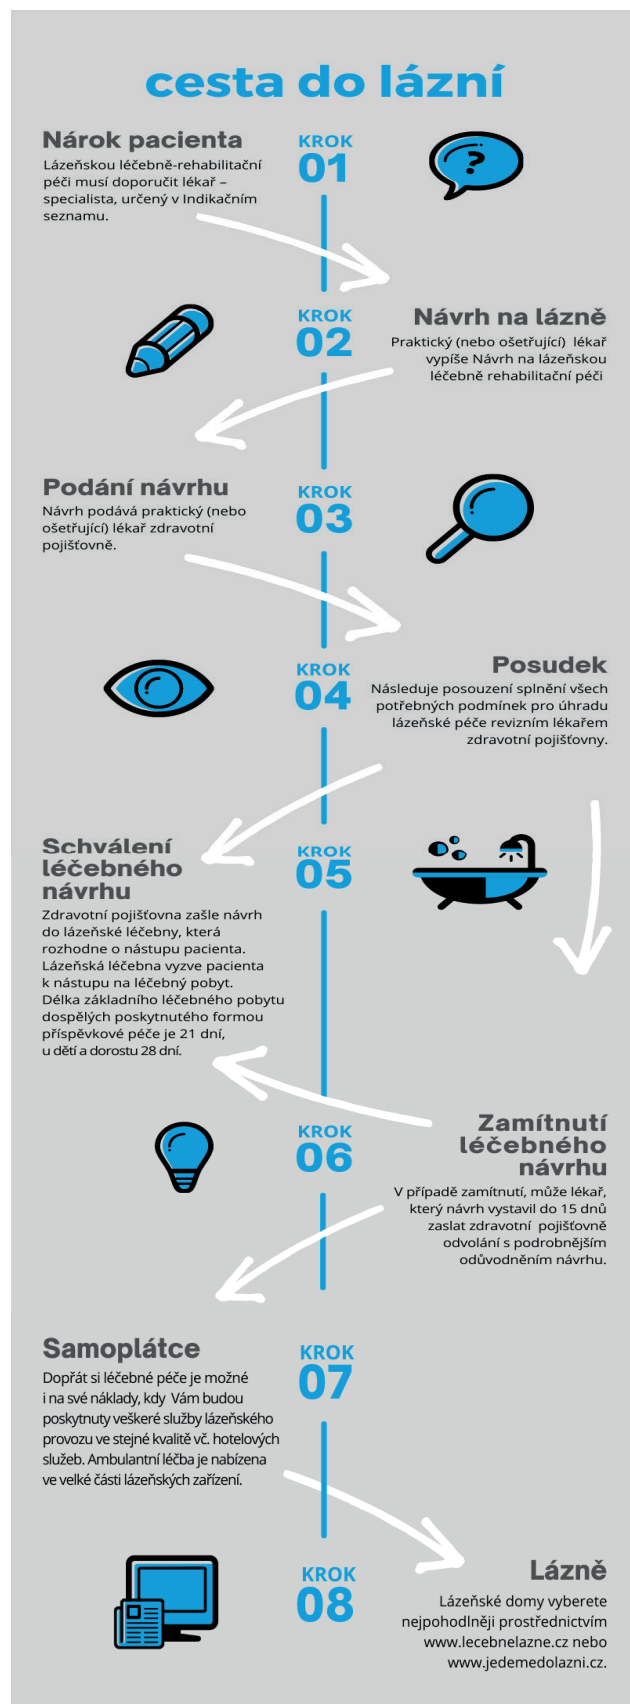 cesta do lázní
Nárok pacienta
Lázeňskou léčebně-rehabilitační
péči musí doporučit lékař –
specialista, určený v Indikačním
seznamu.
KROK
01
?
KROK
02
Návrh na lázně
Praktický (nebo ošetřující)  lékař
vypíše Návrh na lázeňskou
léčebně rehabilitační péči
Podání návrhu
Návrh podává praktický (nebo
ošetřující) lékař zdravotní
pojišťovně.
KROK
03
KROK
04
Posudek
Následuje posouzení splnění všech
potřebných podmínek pro úhradu
lázeňské péče revizním lékařem
zdravotní pojišťovny.
Schválení
léčebného
návrhu
Zdravotní pojišťovna zašle návrh
do lázeňské léčebny, která
rozhodne o nástupu pacienta.
Lázeňská léčebna vyzve pacienta
k nástupu na léčebný pobyt.
Délka základního léčebného pobytu
dospělých poskytnutého formou
příspěvkové péče je 21 dní,
u dětí a dorostu 28 dní.
KROK
05
KROK
06
Zamítnutí
léčebného
návrhu
V případě zamítnutí, může lékař,
který návrh vystavil do 15 dnů
zaslat zdravotní  pojišťovně
odvolání s podrobnějším
odůvodněním návrhu.
Samoplátce
Dopřát si léčebné péče je možné
i na své náklady, kdy  Vám budou
poskytnuty veškeré služby lázeňského
provozu ve stejné kvalitě vč. hotelových
služeb. Ambulantní léčba je nabízena
ve velké části lázeňských zařízení.
KROK
07
KROK
08
Lázně
Lázeňské domy vyberete
nejpohodlněji prostřednictvím
www.lecebnelazne.cz nebo
www.jedemedolazni.cz.